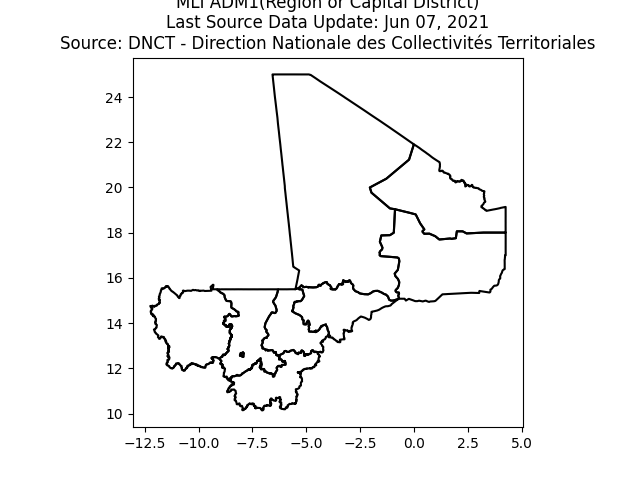 MLI ADM1(Region or Capital District)
Last Source Data Update: Jun 07, 2021
Source: DNCT - Direction Nationale des Collectivités Territoriales
24
22
20
18
16
14
12
10
−12.5 −10.0 −7.5 −5.0 −2.5 0.0 2.5 5.0